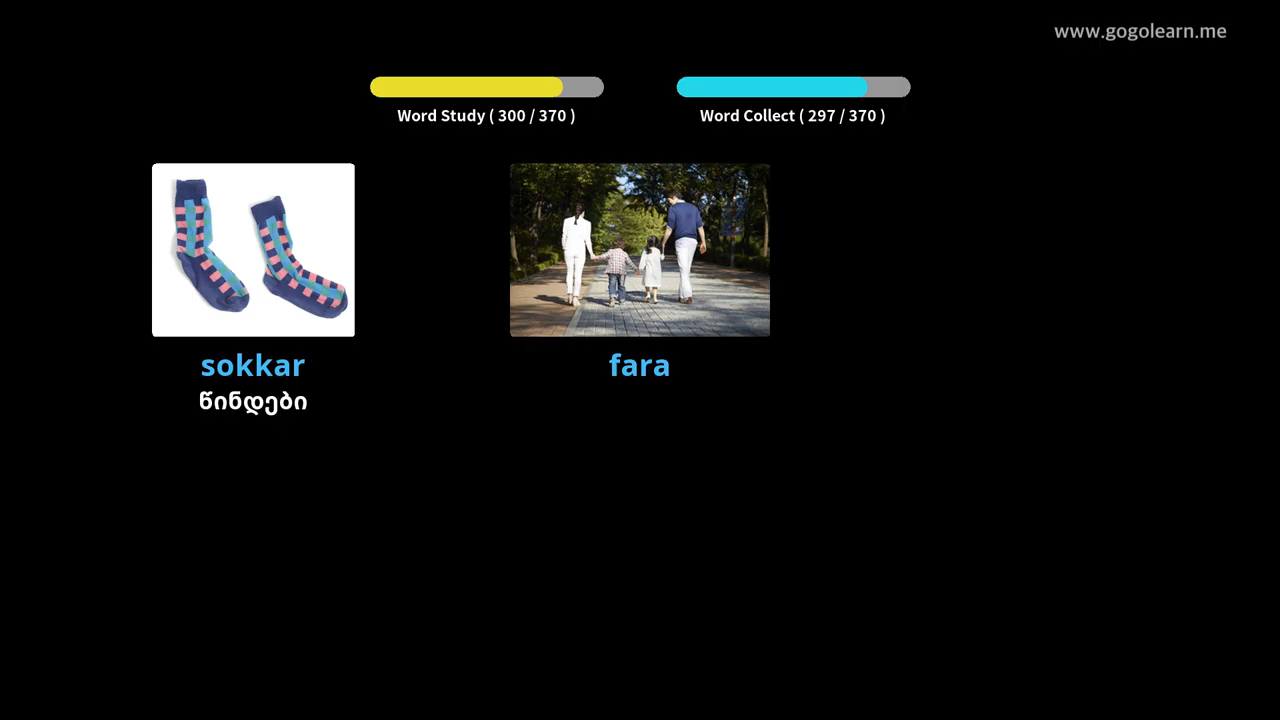 www.gogolearn.me
Word Study ( 300 / 370 )
Word Collect ( 297 / 370 )
sokkar
წინდები
fara